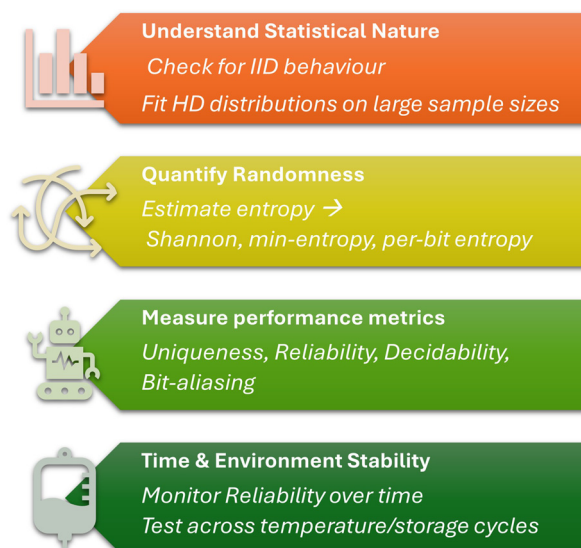 Understand Statistical Nature
Check for IID behaviour
Fit HD distributions on large sample sizes
Quantify Randomness
Estimate entropy →
Shannon, min-entropy, per-bit entropy
Measure performance metrics
Uniqueness, Reliability, Decidability,
Bit-aliasing
Time & Environment Stability
Monitor Reliability over time
Test across temperature/storage cycles